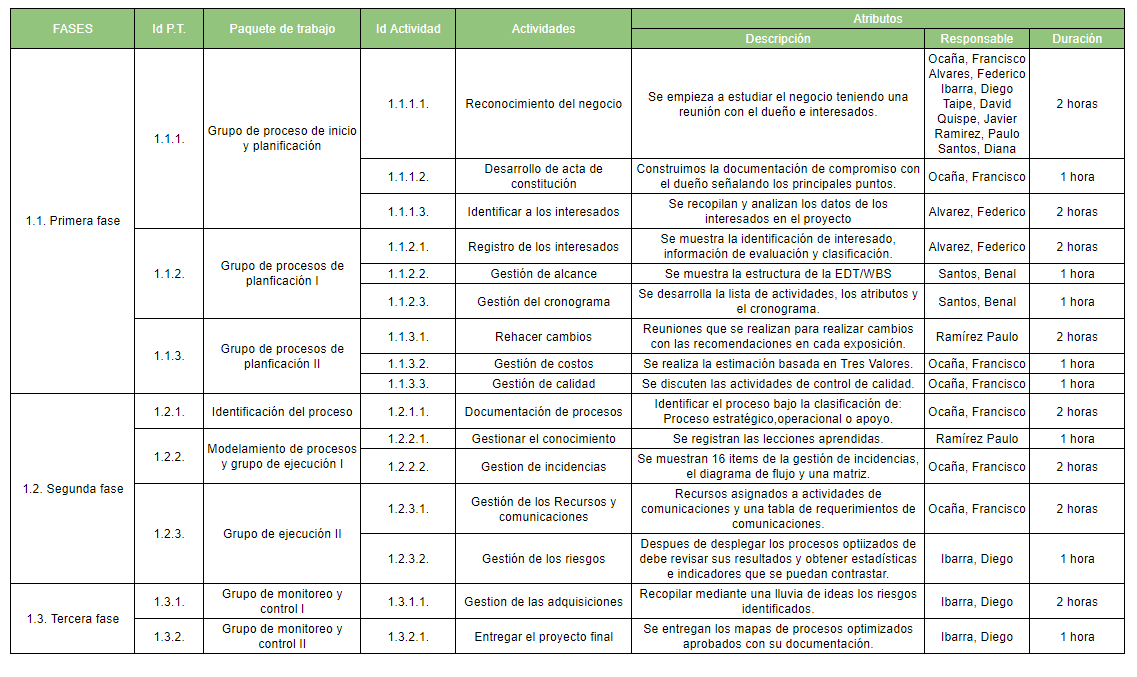 FASES
Id P.T.
Paquete de trabajo
Id Actividad
Actividades
Atributos
Descripción
Responsable
Duración
1.1. Primera fase
1.1.1.
Grupo de proceso de inicio
y planificación
1.1.1.1.
Reconocimiento del negocio
Se empieza a estudiar el negocio teniendo una
reunión con el dueño e interesados.
Ocaña, Francisco
Alvares, Federico
Ibarra, Diego
Taipe, David
Quispe, Javier
Ramirez, Paulo
Santos, Diana
2 horas
1.1.1.2.
Desarrollo de acta de
constitución
Construimos la documentación de compromiso con
el dueño señalando los principales puntos.
Ocaña, Francisco
1 hora
1.1.1.3.
Identificar a los interesados
Se recopilan y analizan los datos de los
interesados en el proyecto
Alvarez, Federico
2 horas
1.1.2.
Grupo de procesos de
planficación I
1.1.2.1.
Registro de los interesados
Se muestra la identificación de interesado,
información de evaluación y clasificación.
Alvarez, Federico
2 horas
1.1.2.2.
Gestión de alcance
Se muestra la estructura de la EDT/WBS
Santos, Benal
1 hora
1.1.2.3.
Gestión del cronograma
Se desarrolla la lista de actividades, los atributos y
el cronograma.
Santos, Benal
1 hora
1.1.3.
Grupo de procesos de
planficación II
1.1.3.1.
Rehacer cambios
Reuniones que se realizan para realizar cambios
con las recomendaciones en cada exposición.
Ramírez Paulo
2 horas
1.1.3.2.
Gestión de costos
Se realiza la estimación basada en Tres Valores.
Ocaña, Francisco
1 hora
1.1.3.3.
Gestión de calidad
Se discuten las actividades de control de calidad.
Ocaña, Francisco
1 hora
1.2. Segunda fase
1.2.1.
Identificación del proceso
1.2.1.1.
Documentación de procesos
Identificar el proceso bajo la clasificación de:
Proceso estratégico,operacional o apoyo.
Ocaña, Francisco
2 horas
1.2.2.
Modelamiento de procesos
y grupo de ejecución I
1.2.2.1.
Gestionar el conocimiento
Se registran las lecciones aprendidas.
Ramírez Paulo
1 hora
1.2.2.2.
Gestion de incidencias
Se muestran 16 items de la gestión de incidencias,
el diagrama de flujo y una matriz.
Ocaña, Francisco
2 horas
1.2.3.
Grupo de ejecución II
1.2.3.1.
Gestión de los Recursos y
comunicaciones
Recursos asignados a actividades de
comunicaciones y una tabla de requerimientos de
comunicaciones.
Ocaña, Francisco
2 horas
1.2.3.2.
Gestión de los riesgos
Despues de desplegar los procesos optiizados de
debe revisar sus resultados y obtener estadísticas
e indicadores que se puedan contrastar.
Ibarra, Diego
1 hora
1.3. Tercera fase
1.3.1.
Grupo de monitoreo y
control I
1.3.1.1.
Gestion de las adquisiciones
Recopilar mediante una lluvia de ideas los riesgos
identificados.
Ibarra, Diego
2 horas
1.3.2.
Grupo de monitoreo y
control II
1.3.2.1.
Entregar el proyecto final
Se entregan los mapas de procesos optimizados
aprobados con su documentación.
Ibarra, Diego
1 hora